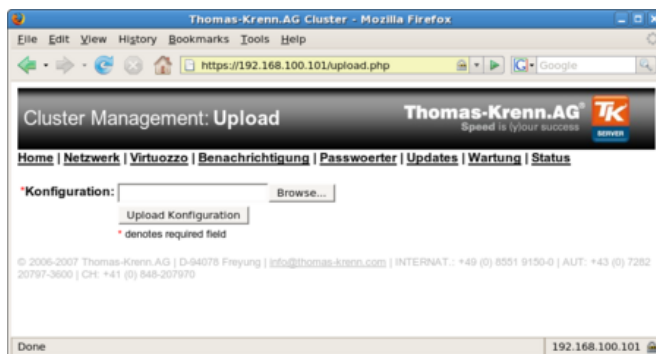 Thomas-Krenn.AG Cluster - Mozilla Firefox
File Edit View History Bookmarks Tools Help
https://192.168.100.101/upload.php
Google
Cluster Management: Upload
Thomas-Krenn.AG®
Speed is (y)our success
TK
SERVER
Home | Netzwerk | Virtuozzo | Benachrichtigung | Passwoerter | Updates | Wartung | Status
*Konfiguration:
Browse...
Upload Konfiguration
* denotes required field
© 2006-2007 Thomas-Krenn.AG | D-94078 Freyung | info@thomas-krenn.com | INTERNAT.: +49 (0) 8551 9150-0 | AUT: +43 (0) 7282
20797-3600 | CH: +41 (0) 848-207970
Done
192.168.100.101